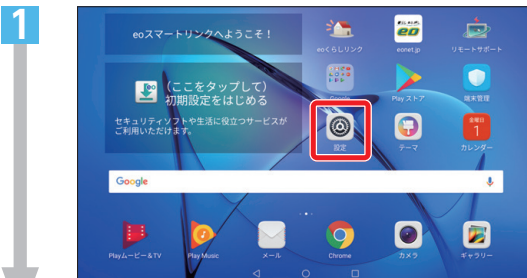 1
eoスマートリンクへようこそ！
（ここをタップして）
初期設定をはじめる
セキュリティソフトや生活に役立つサービスが
ご利用いただけます。
eoくらしリンク
eonet.jp
リモートサポート
Google
Play ストア
端末管理
設定
テーマ
金曜日
1
カレンダー
Google
Playムービー＆TV
Play Music
メール
Chrome
カメラ
ギャラリー